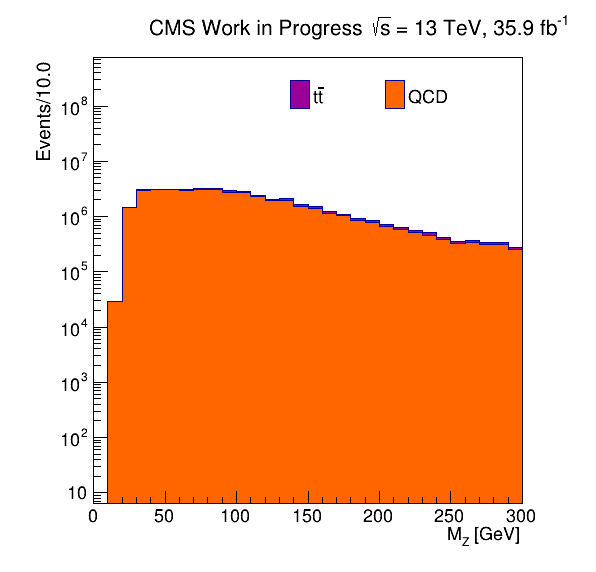 CMS Work in Progress √s = 13 TeV, 35.9 fb⁻¹
Events/10.0
tt̄
QCD
10⁸
10⁷
10⁶
10⁵
10⁴
10³
10²
10
0 50 100 150 200 250 300
M_Z [GeV]